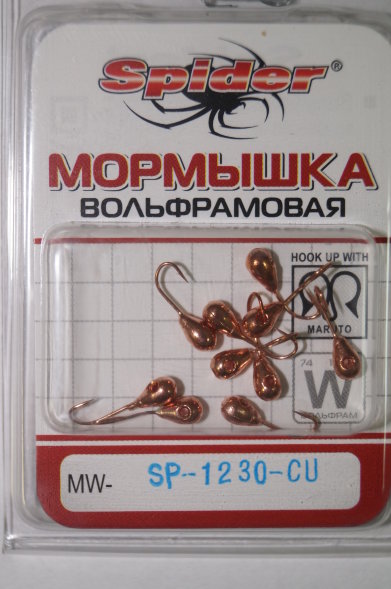 Spider®
МОРМЫШКА
ВОЛЬФРАМОВАЯ
HOOK UP WITH
MARUTO
74
W
ВОЛЬФРАМ
MW- SP-1230-CU